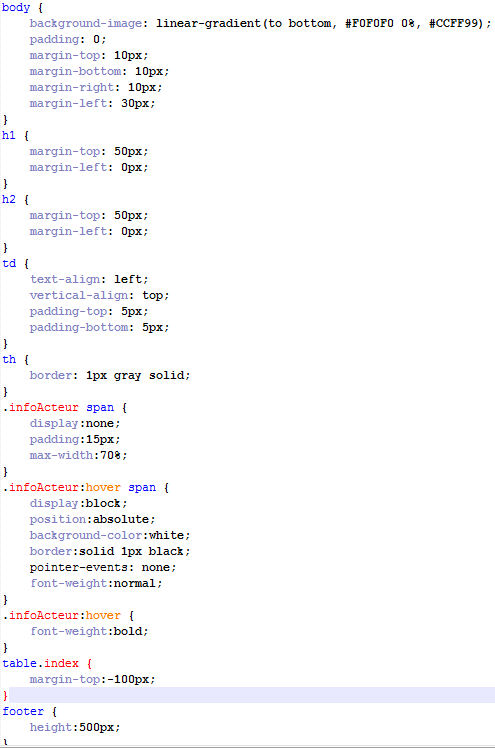 body {
    background-image: linear-gradient(to bottom, #F0F0F0 0%, #CCFF99);
    padding: 0;
    margin-top: 10px;
    margin-bottom: 10px;
    margin-right: 10px;
    margin-left: 30px;
}
h1 {
    margin-top: 50px;
    margin-left: 0px;
}
h2 {
    margin-top: 50px;
    margin-left: 0px;
}
td {
    text-align: left;
    vertical-align: top;
    padding-top: 5px;
    padding-bottom: 5px;
}
th {
    border: 1px gray solid;
}
.infoActeur span {
    display:none;
    padding:15px;
    max-width:70%;
}
.infoActeur:hover span {
    display:block;
    position:absolute;
    background-color:white;
    border:solid 1px black;
    pointer-events: none;
    font-weight:normal;
}
.infoActeur:hover {
    font-weight:bold;
}
table.index {
    margin-top:-100px;
}
footer {
    height:500px;
}